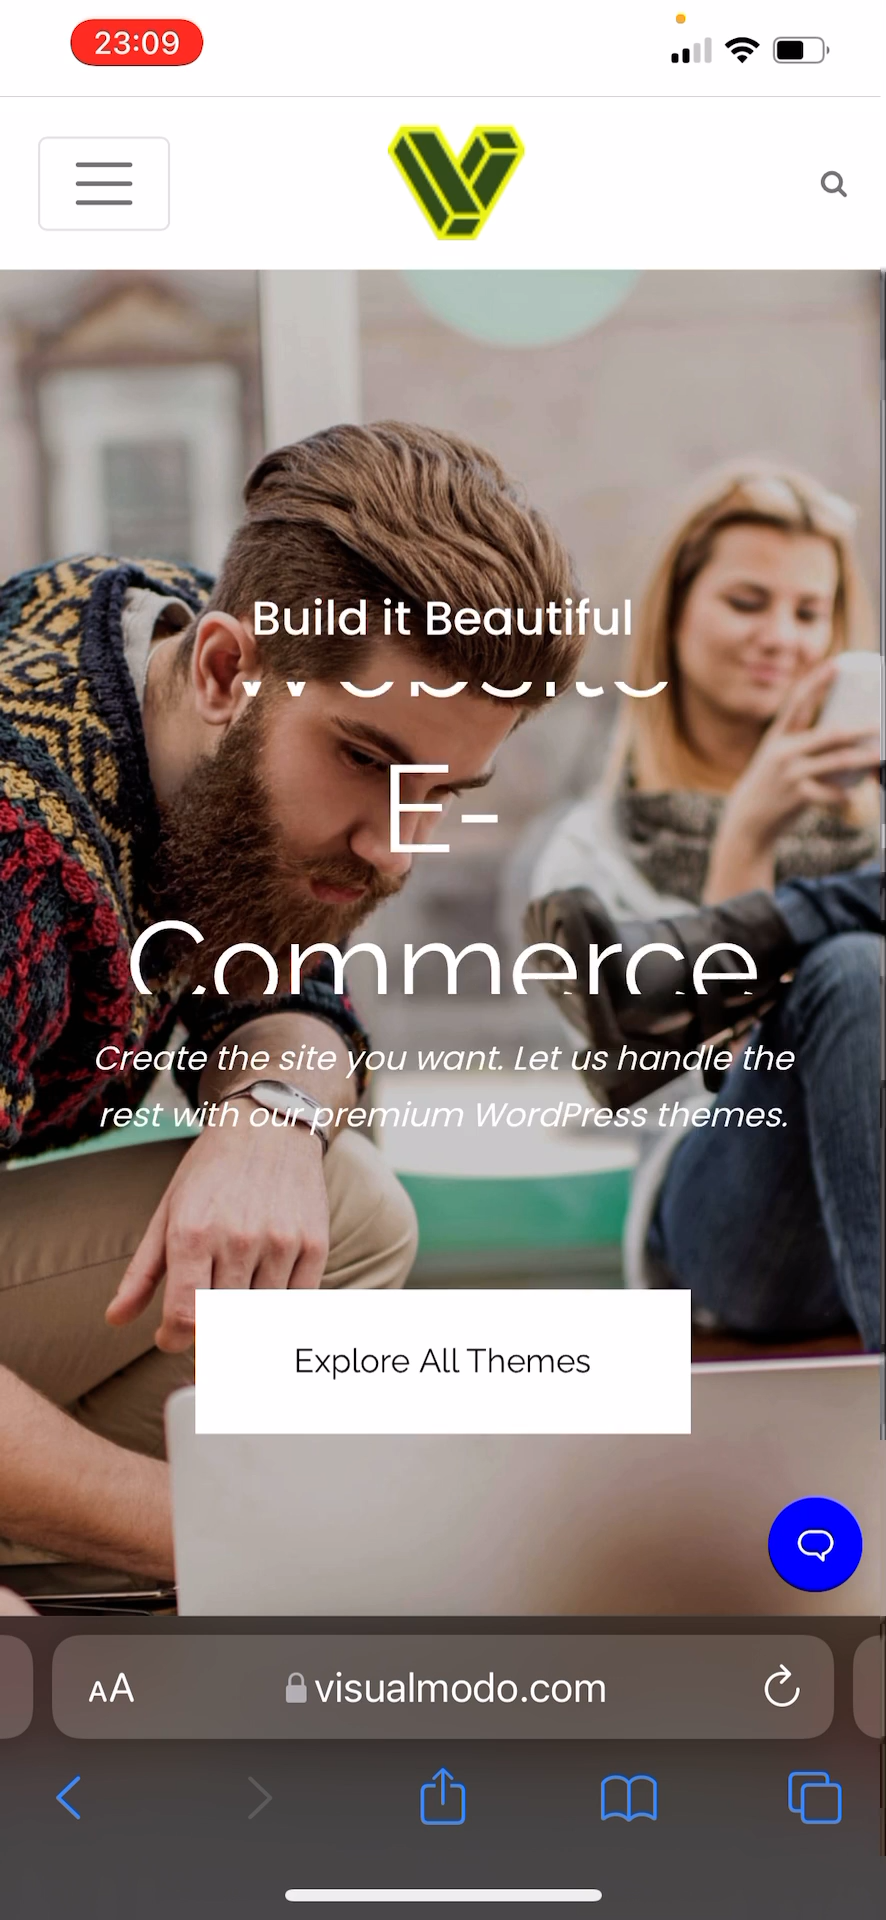 23:09
Build it Beautiful
Website
E-
Commerce
Create the site you want. Let us handle the
rest with our premium WordPress themes.
Explore All Themes
AA
visualmodo.com